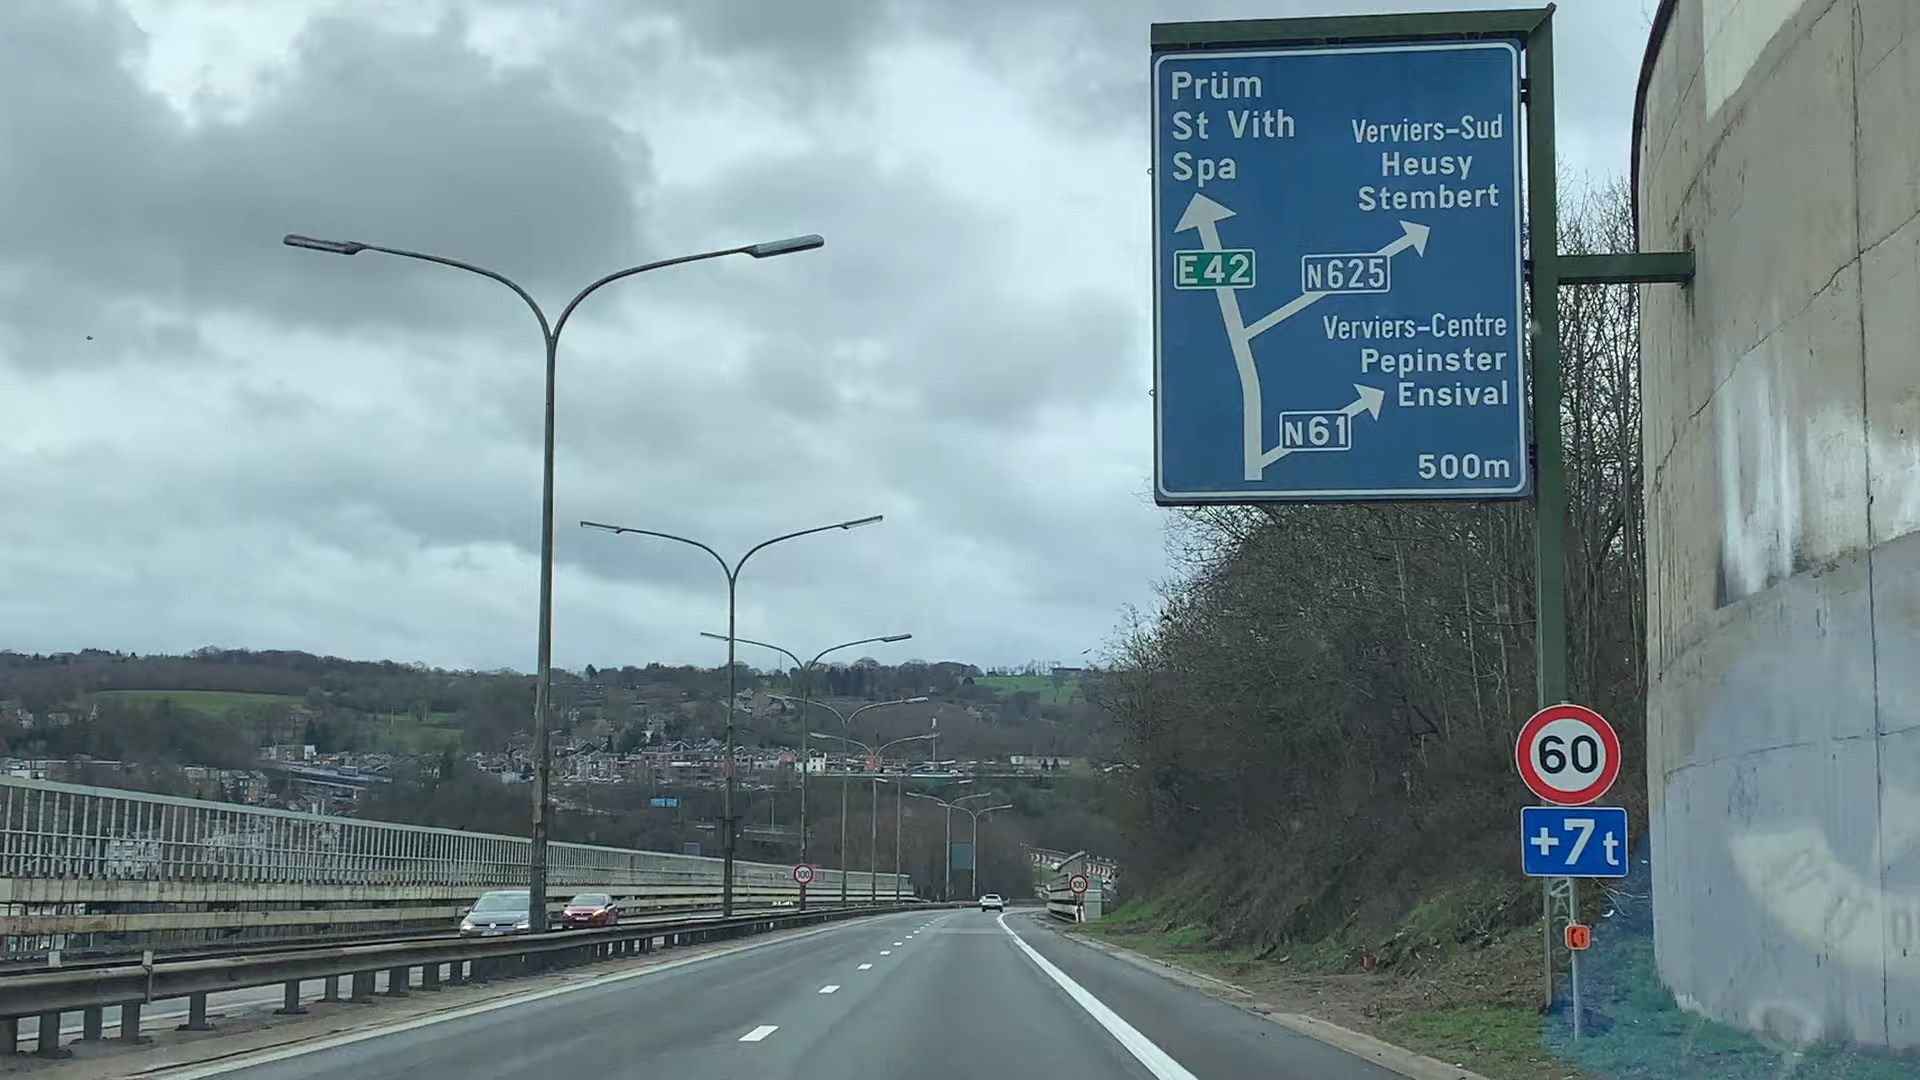 Prüm
St Vith
Spa
Verviers-Sud
Heusy
Stembert
E42
N625
Verviers-Centre
Pepinster
Ensival
N61
500m
60
+7t
100
100